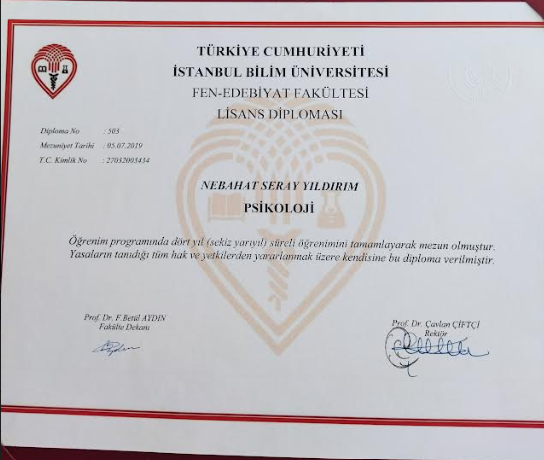 TÜRKİYE CUMHURİYETİ
İSTANBUL BİLİM ÜNİVERSİTESİ
FEN-EDEBİYAT FAKÜLTESİ
LİSANS DİPLOMASI
Diploma No : 503
Mezuniyet Tarihi : 05.07.2019
T.C. Kimlik No : 27032003434
NEBAHAT SERAY YILDIRIM
PSİKOLOJİ
Öğrenim programında dört yıl (sekiz yarıyıl) süreli öğrenimini tamamlayarak mezun olmuştur.
Yasaların tanıdığı tüm hak ve yetkilerden yararlanmak üzere kendisine bu diploma verilmiştir.
Prof. Dr. F. Betül AYDIN
Fakülte Dekanı
Prof. Dr. Çavlan ÇİFTÇİ
Rektör